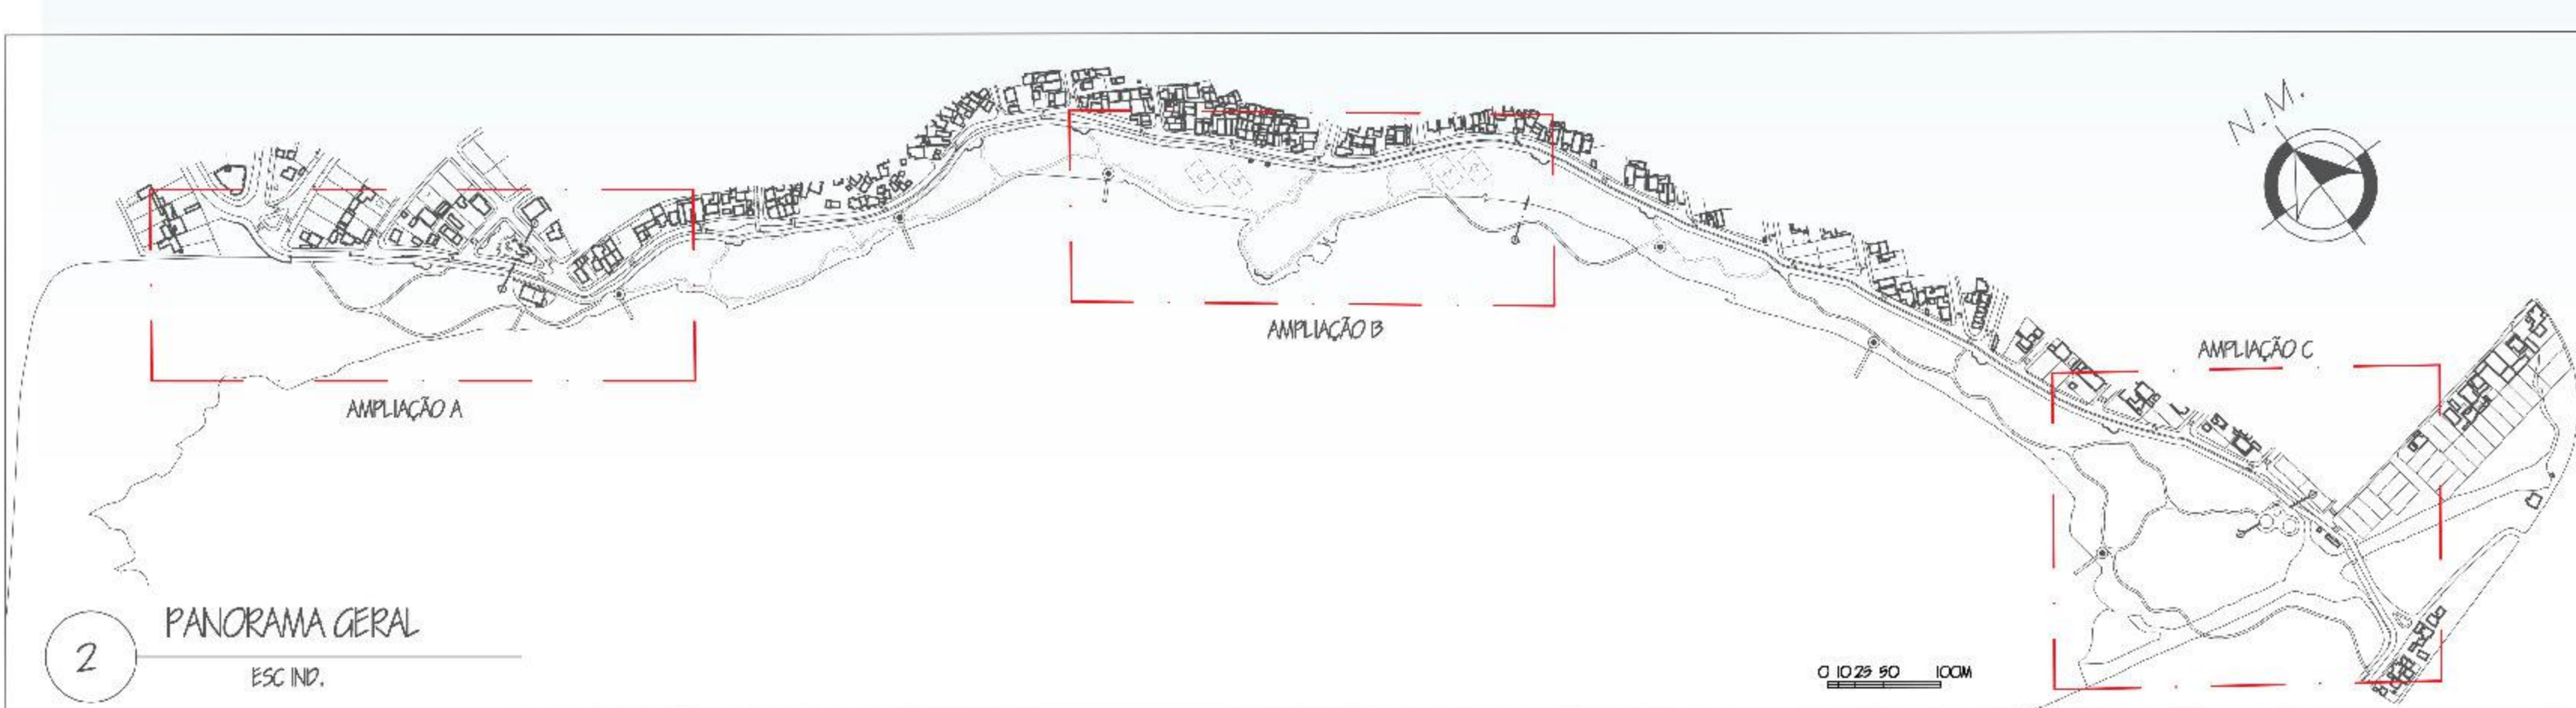 N.M.
AMPLIAÇÃO B
AMPLIAÇÃO C
AMPLIAÇÃO A
2
PANORAMA GERAL
ESC IND.
0 10 25 50 100M